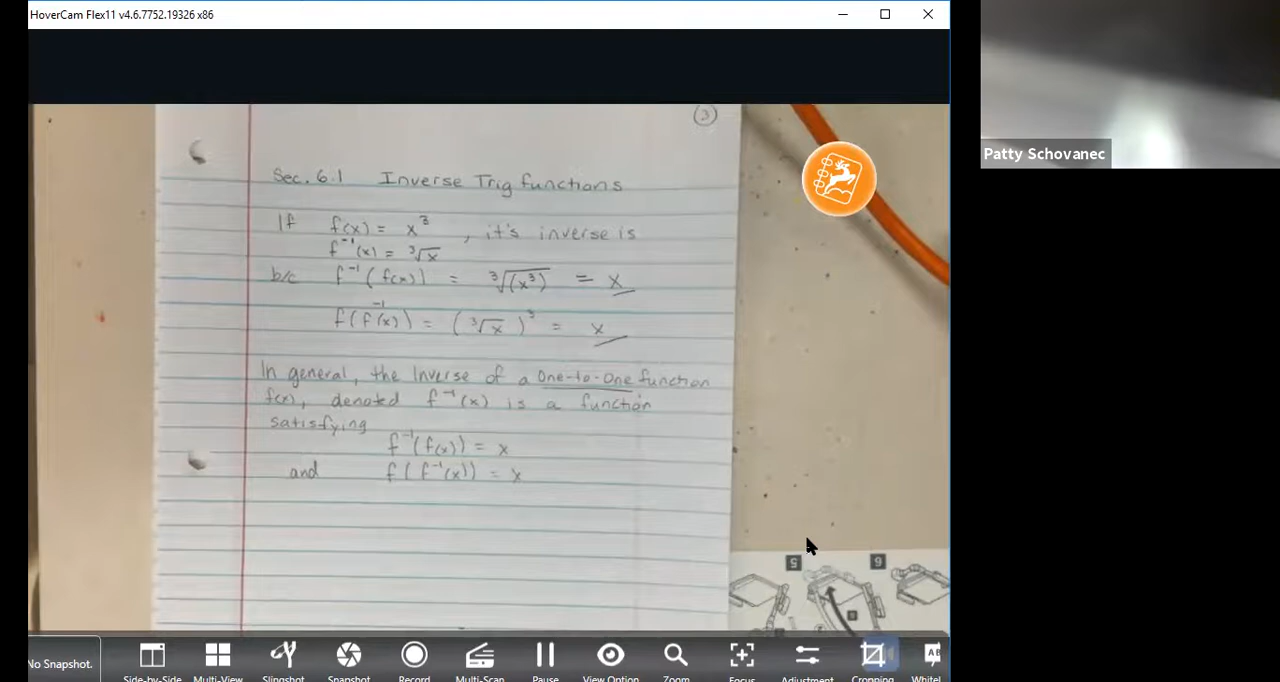 HoverCam Flex11 v4.6.7752.19326 x86
Patty Schovanec
Sec. 6.1 Inverse Trig functions
If f(x) = x³ , it's inverse is
f⁻¹(x) = ∛x
b/c f⁻¹(f(x)) = ∛(x³) = x
f(f⁻¹(x)) = (∛x)³ = x
In general, the Inverse of a One-to-One function
f(x), denoted f⁻¹(x) is a function
satisfying
f⁻¹(f(x)) = x
and f(f⁻¹(x)) = x
5 6
No Snapshot.
Side-by-Side Multi-View Slingshot Snapshot Record Multi-Scan Pause View Option Zoom Focus Adjustment Cropping